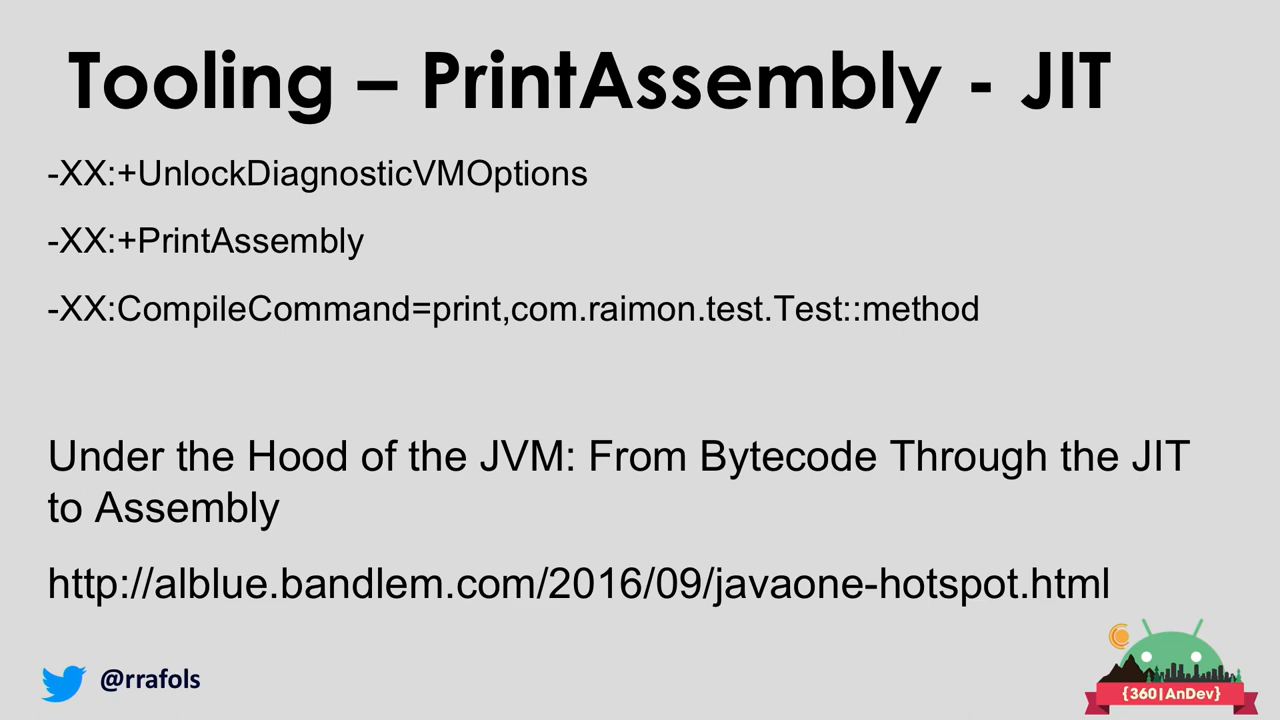 Tooling – PrintAssembly - JIT
-XX:+UnlockDiagnosticVMOptions
-XX:+PrintAssembly
-XX:CompileCommand=print,com.raimon.test.Test::method
Under the Hood of the JVM: From Bytecode Through the JIT
to Assembly
http://alblue.bandlem.com/2016/09/javaone-hotspot.html
@rrafols
{360|AnDev}